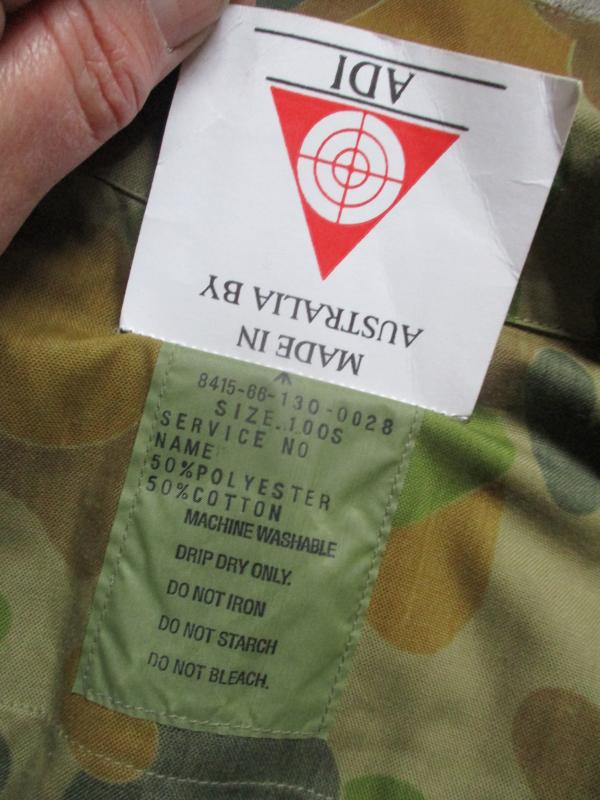 MADE IN
AUSTRALIA BY
ADI
8415-66-130-0028
SIZE..100S
SERVICE NO
NAME
50%POLYESTER
50%COTTON
MACHINE WASHABLE
DRIP DRY ONLY.
DO NOT IRON
DO NOT STARCH
DO NOT BLEACH.